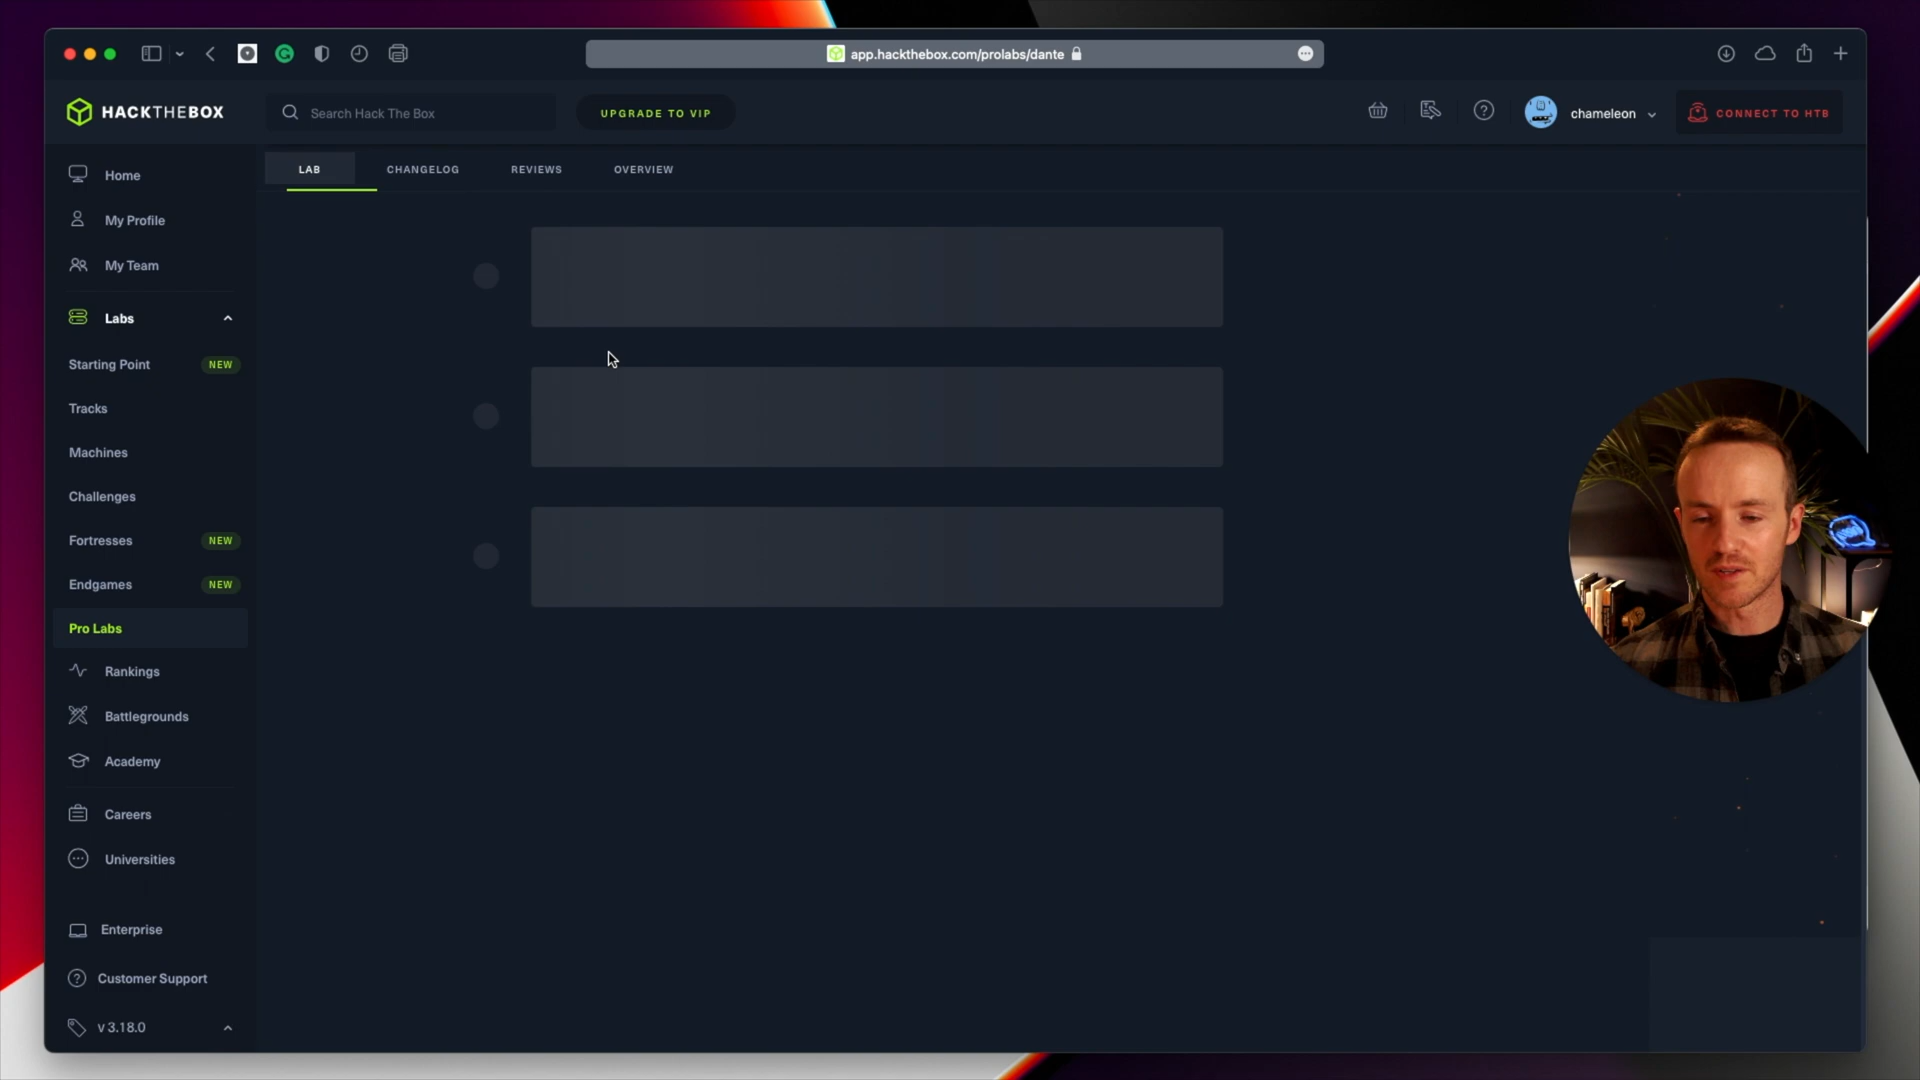 app.hackthebox.com/prolabs/dante
HACKTHEBOX
Search Hack The Box
UPGRADE TO VIP
chameleon
CONNECT TO HTB
LAB
CHANGELOG
REVIEWS
OVERVIEW
Home
My Profile
My Team
Labs
Starting Point
NEW
Tracks
Machines
Challenges
Fortresses
NEW
Endgames
NEW
Pro Labs
Rankings
Battlegrounds
Academy
Careers
Universities
Enterprise
Customer Support
v 3.18.0